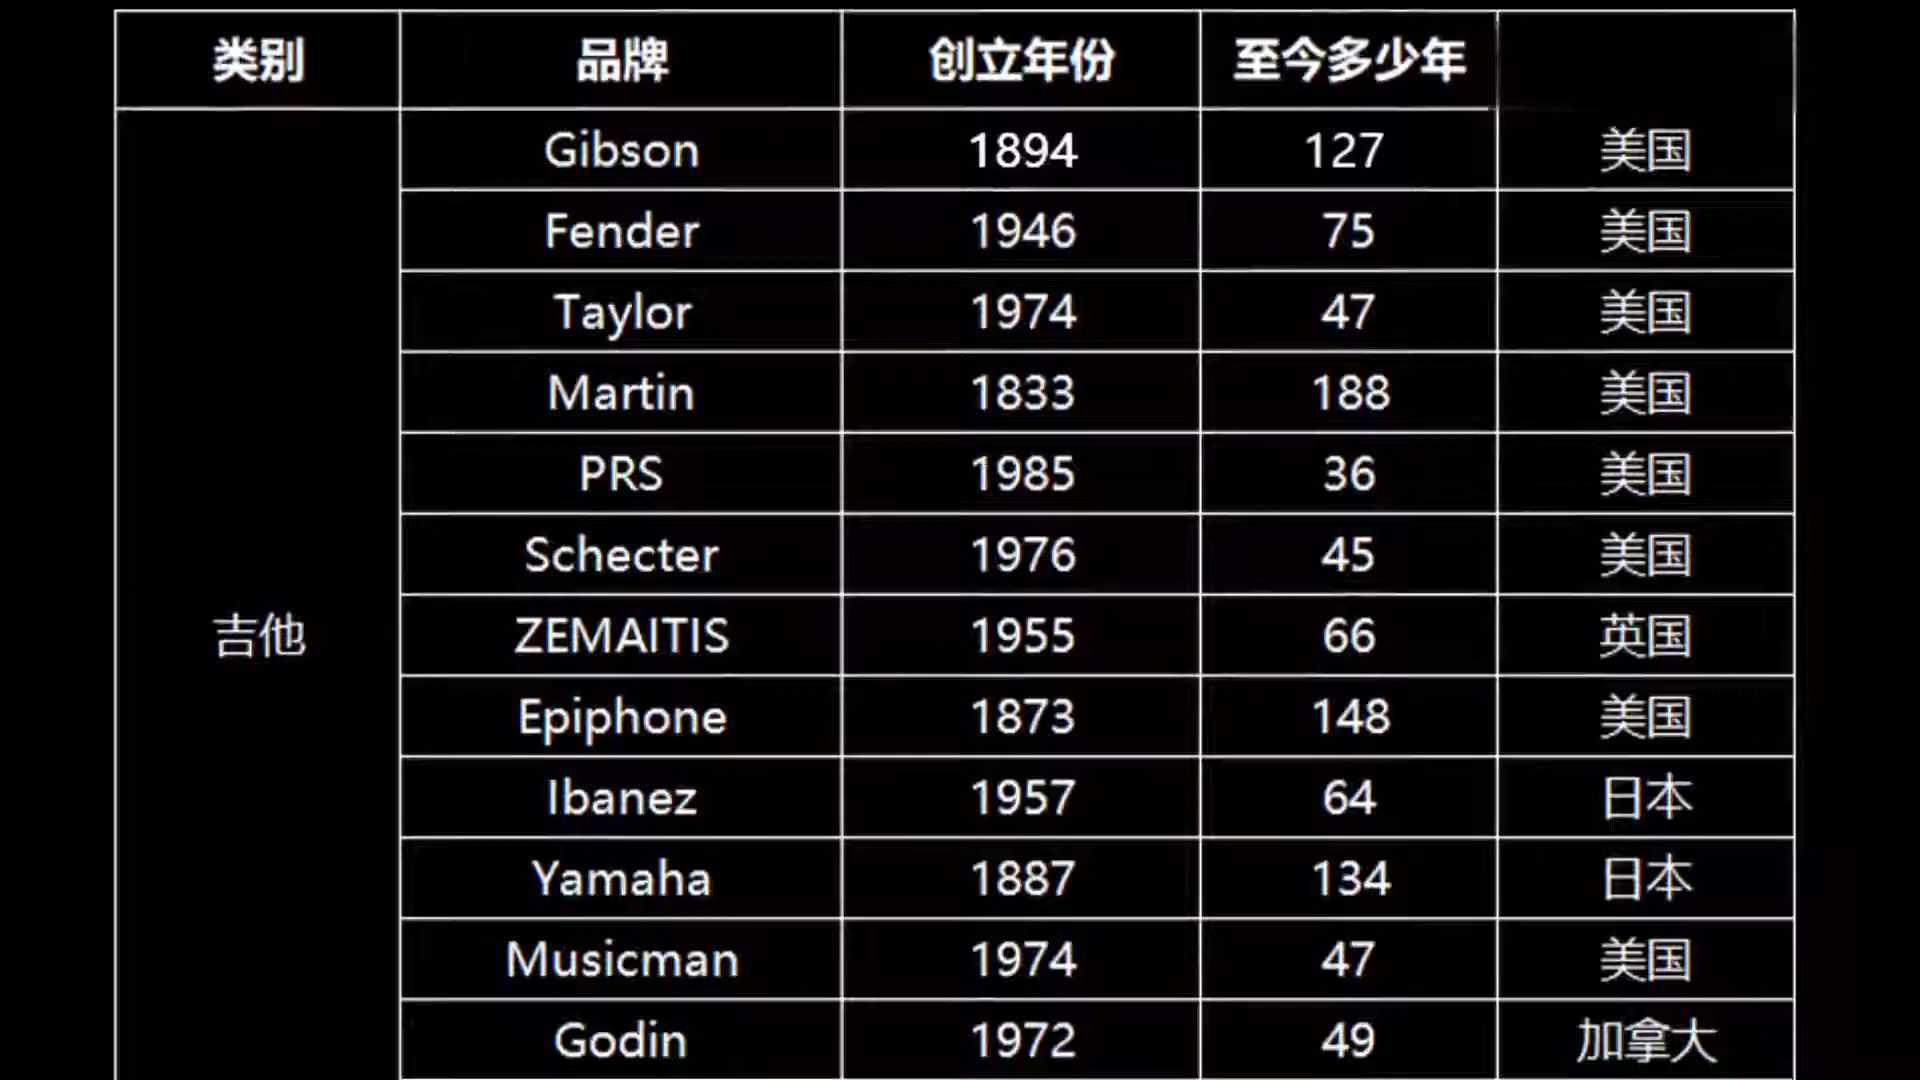 类别 品牌 创立年份 至今多少年
Gibson 1894 127 美国
Fender 1946 75 美国
Taylor 1974 47 美国
Martin 1833 188 美国
PRS 1985 36 美国
Schecter 1976 45 美国
吉他 ZEMAITIS 1955 66 英国
Epiphone 1873 148 美国
Ibanez 1957 64 日本
Yamaha 1887 134 日本
Musicman 1974 47 美国
Godin 1972 49 加拿大